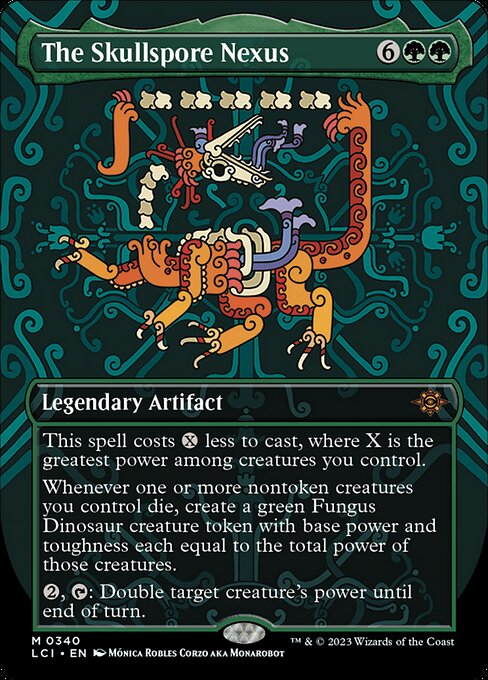 The Skullspore Nexus 6
Legendary Artifact
This spell costs X less to cast, where X is the
greatest power among creatures you control.
Whenever one or more nontoken creatures
you control die, create a green Fungus
Dinosaur creature token with base power and
toughness each equal to the total power of
those creatures.
2, T: Double target creature's power until
end of turn.
M 0340
LCI • EN Mónica Robles Corzo aka Monarobot
™ & © 2023 Wizards of the Coast